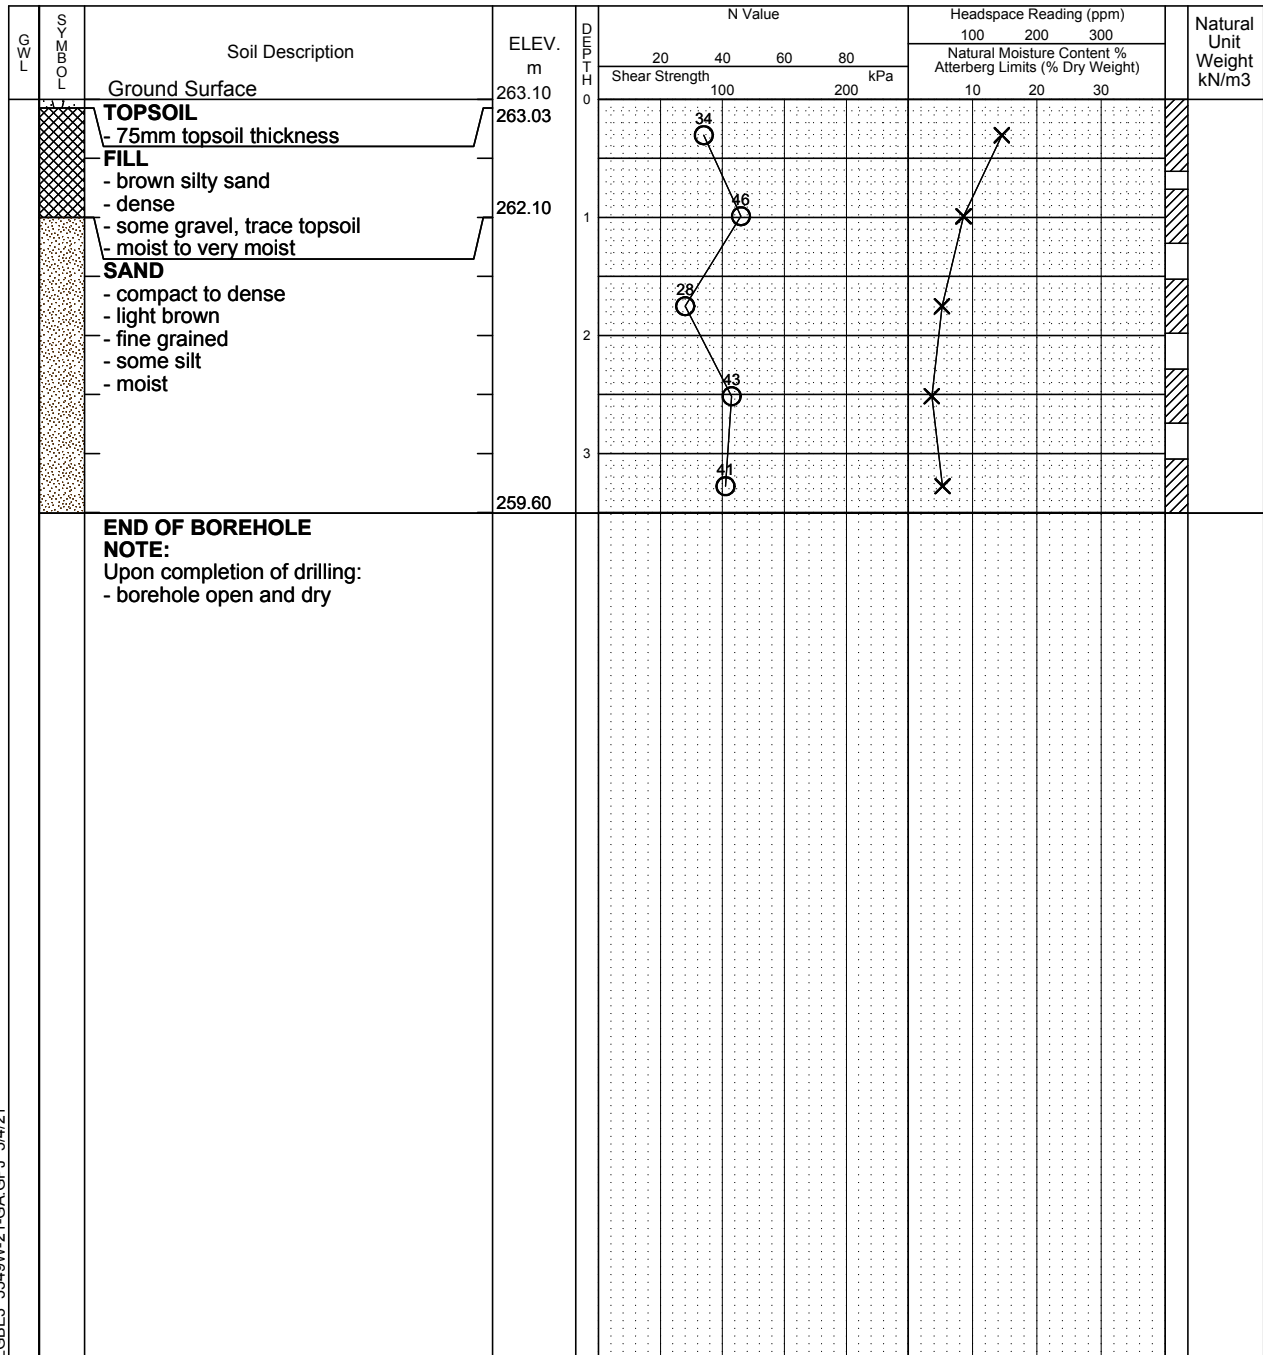 GWL
SYMBOL
Soil Description
Ground Surface
ELEV.
m
263.10
DEPTH
N Value
20 40 60 80
Shear Strength kPa
100 200
Headspace Reading (ppm)
100 200 300
Natural Moisture Content %
Atterberg Limits (% Dry Weight)
10 20 30
Natural
Unit
Weight
kN/m3
0
TOPSOIL
263.03
- 75mm topsoil thickness
34
FILL
- brown silty sand
- dense
262.10
46
1
- some gravel, trace topsoil
- moist to very moist
SAND
- compact to dense
28
- light brown
- fine grained
2
- some silt
- moist
43
3
41
259.60
END OF BOREHOLE
NOTE:
Upon completion of drilling:
- borehole open and dry